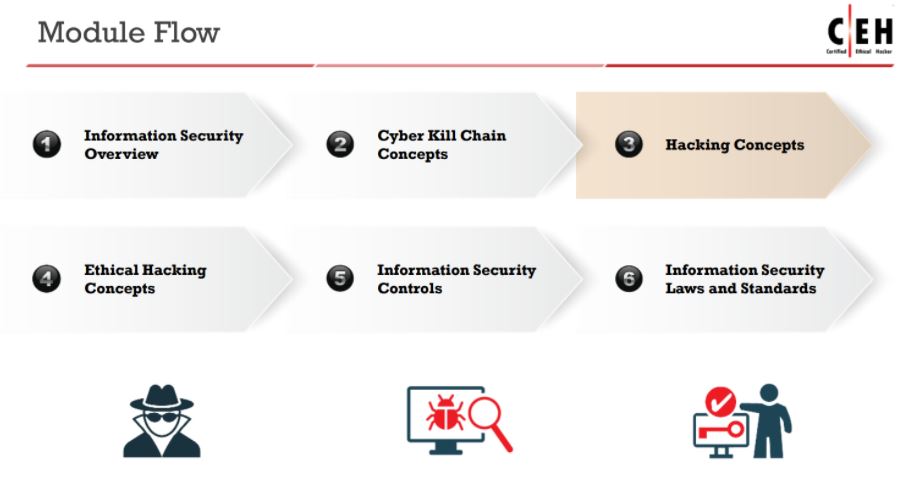 Module Flow
CEH
Certified Ethical Hacker
1
Information Security
Overview
2
Cyber Kill Chain
Concepts
3
Hacking Concepts
4
Ethical Hacking
Concepts
5
Information Security
Controls
6
Information Security
Laws and Standards